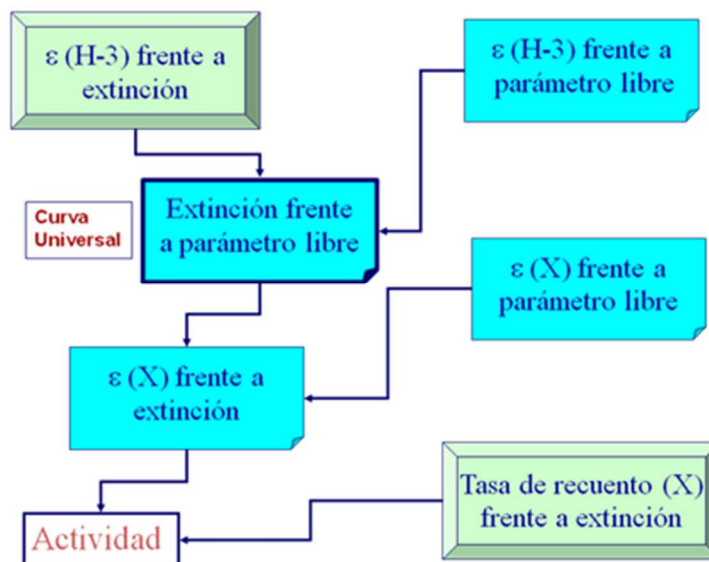 ε (H-3) frente a
extinción
ε (H-3) frente a
parámetro libre
Curva
Universal
Extinción frente
a parámetro libre
ε (X) frente a
parámetro libre
ε (X) frente a
extinción
Tasa de recuento (X)
frente a extinción
Actividad